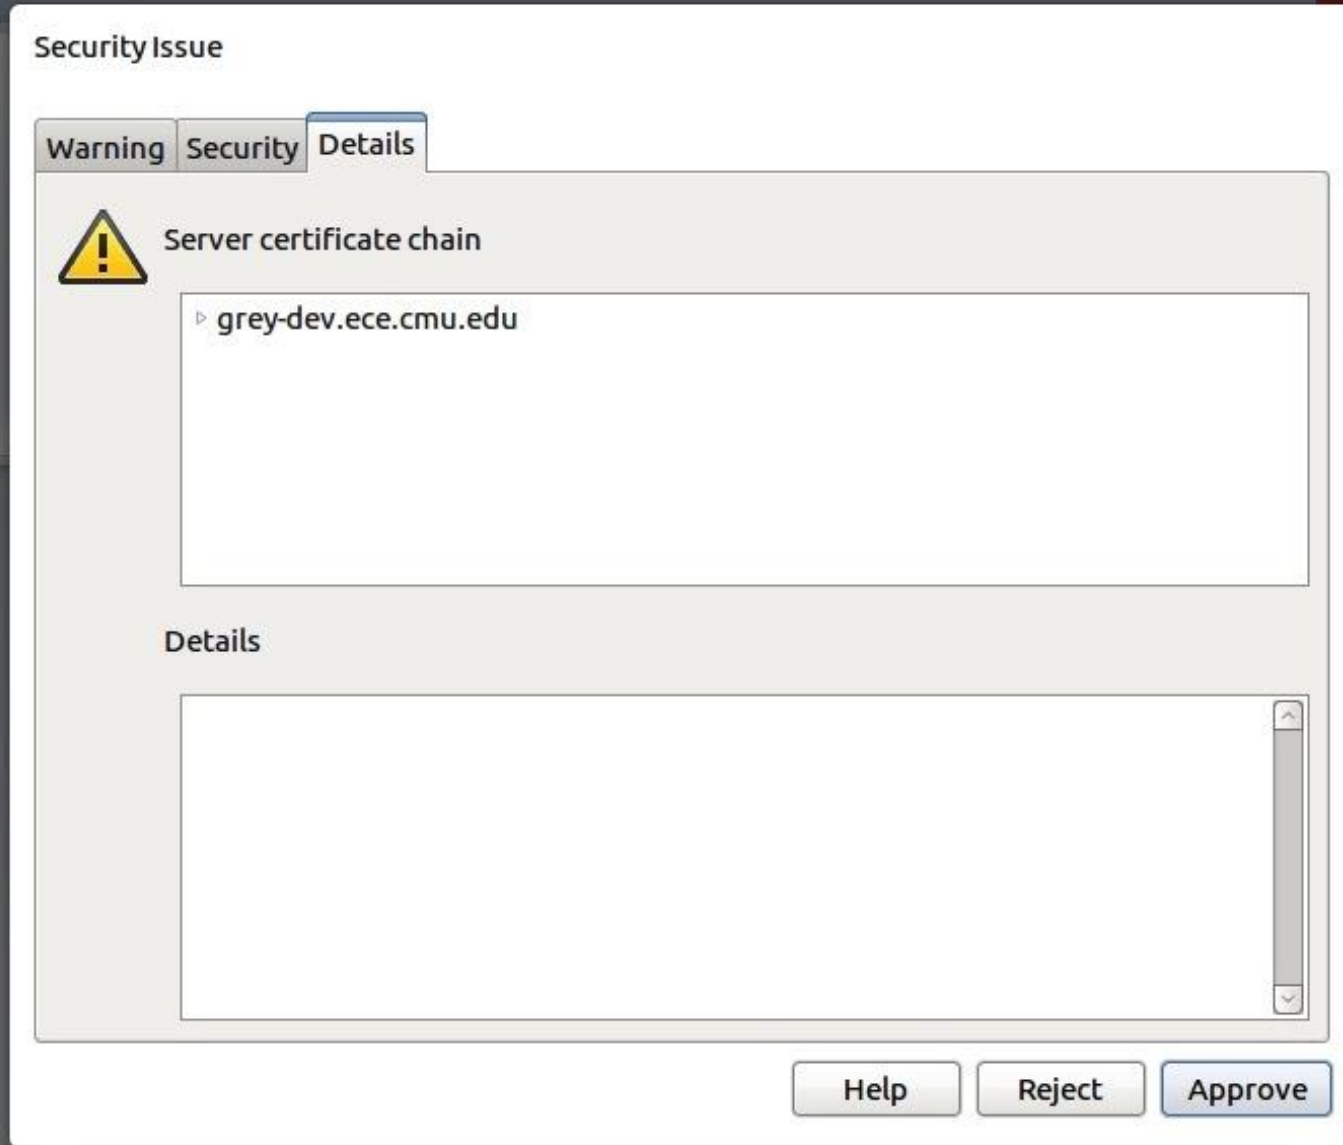 Security Issue
Warning Security Details
Server certificate chain
grey-dev.ece.cmu.edu
Details
Help Reject Approve